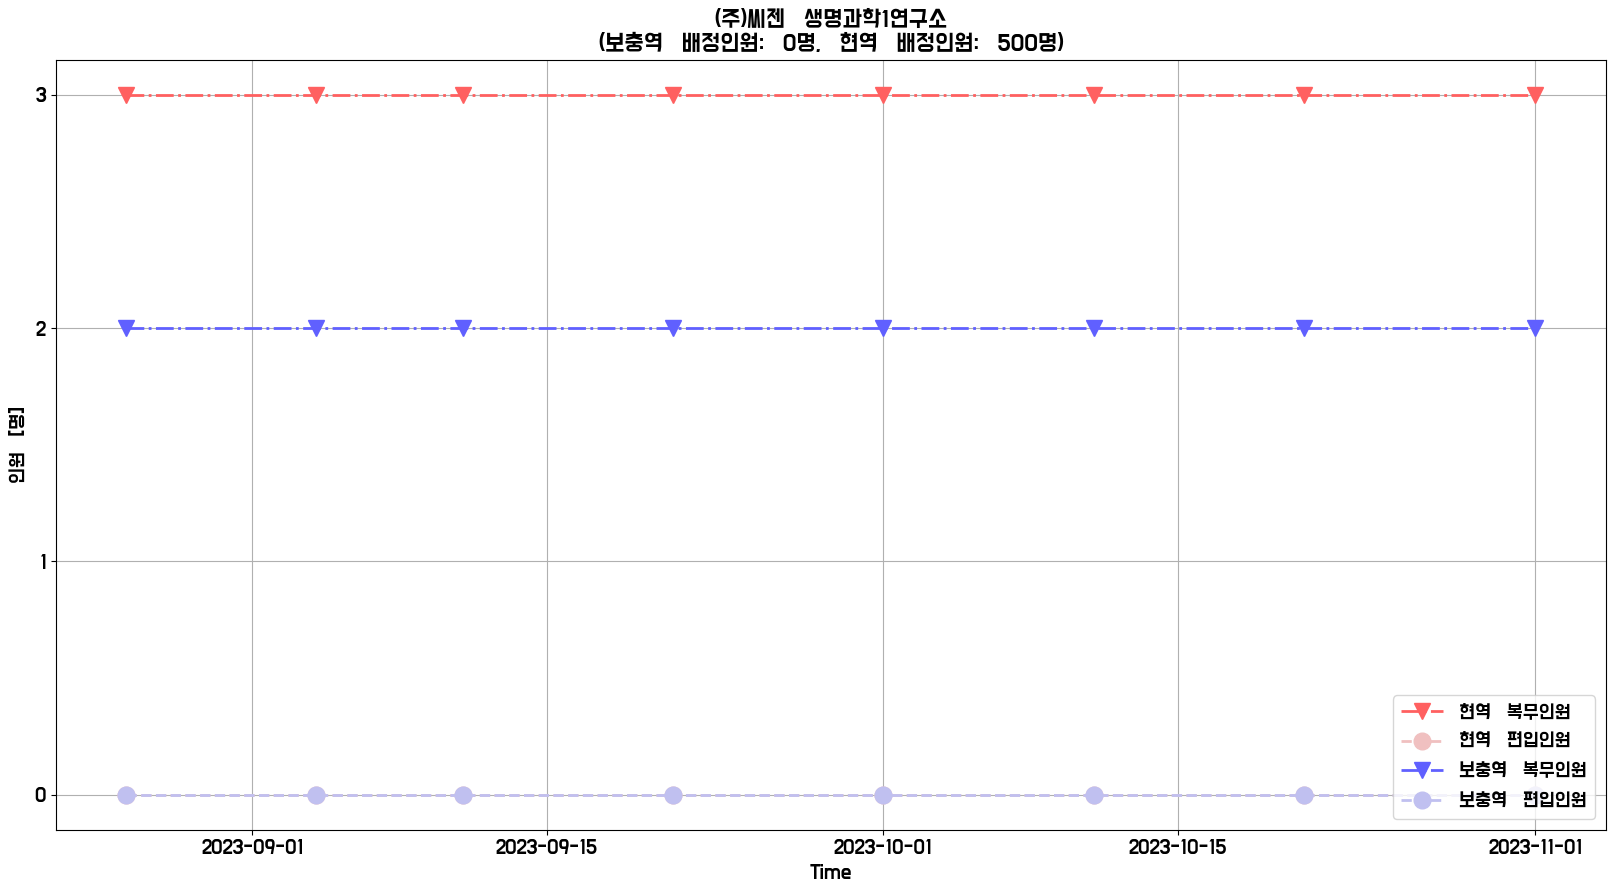 (주)씨젠 생명과학1연구소
(보충역 배정인원: 0명, 현역 배정인원: 500명)
3
2
1
0
인원 [명]
현역 복무인원
현역 편입인원
보충역 복무인원
보충역 편입인원
2023-09-01 2023-09-15 2023-10-01 2023-10-15 2023-11-01
Time